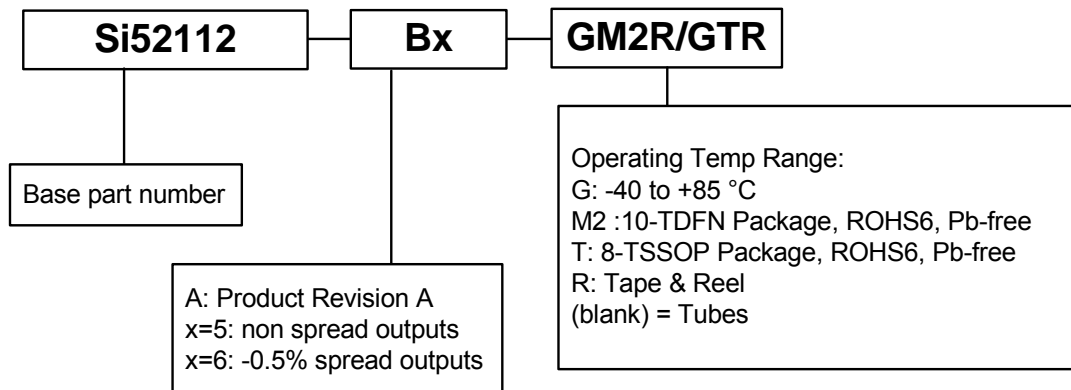 Si52112
Bx
GM2R/GTR
Base part number
A: Product Revision A
x=5: non spread outputs
x=6: -0.5% spread outputs
Operating Temp Range:
G: -40 to +85 °C
M2 :10-TDFN Package, ROHS6, Pb-free
T: 8-TSSOP Package, ROHS6, Pb-free
R: Tape & Reel
(blank) = Tubes